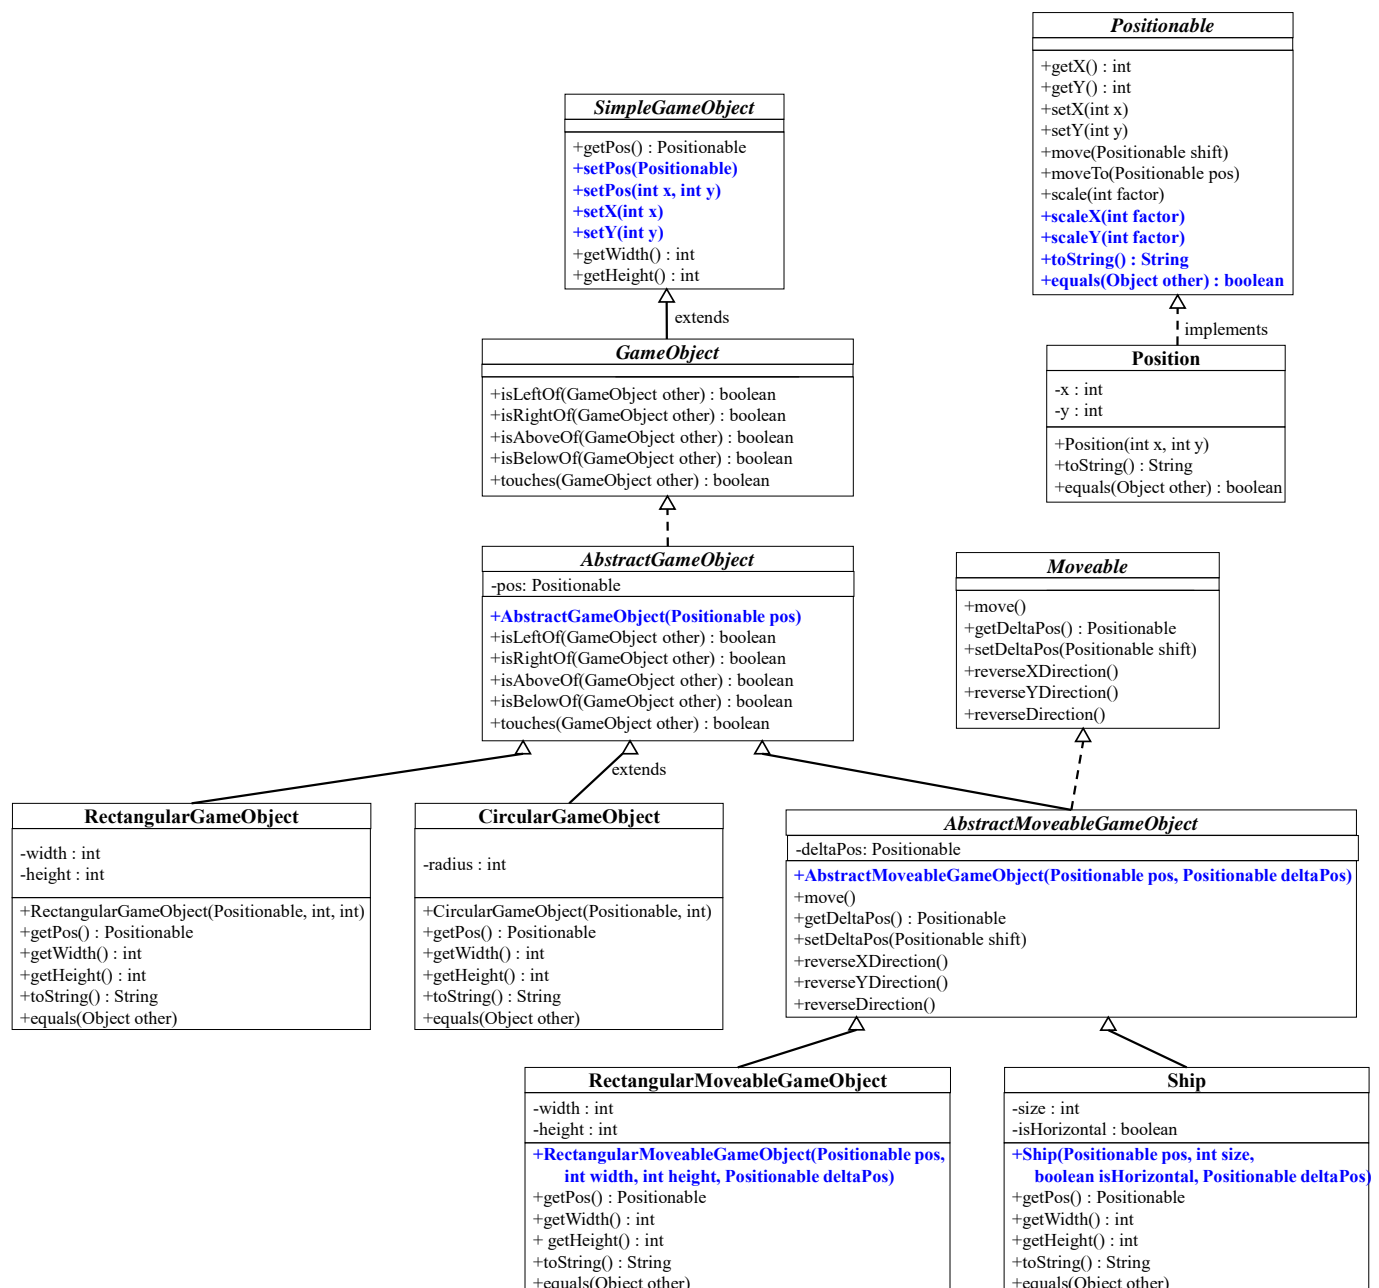 Positionable
+getX() : int
+getY() : int
+setX(int x)
+setY(int y)
+move(Positionable shift)
+moveTo(Positionable pos)
+scale(int factor)
+scaleX(int factor)
+scaleY(int factor)
+toString() : String
+equals(Object other) : boolean
SimpleGameObject
+getPos() : Positionable
+setPos(Positionable)
+setPos(int x, int y)
+setX(int x)
+setY(int y)
+getWidth() : int
+getHeight() : int
extends
implements
GameObject
+isLeftOf(GameObject other) : boolean
+isRightOf(GameObject other) : boolean
+isAboveOf(GameObject other) : boolean
+isBelowOf(GameObject other) : boolean
+touches(GameObject other) : boolean
Position
-x : int
-y : int
+Position(int x, int y)
+toString() : String
+equals(Object other) : boolean
AbstractGameObject
-pos: Positionable
+AbstractGameObject(Positionable pos)
+isLeftOf(GameObject other) : boolean
+isRightOf(GameObject other) : boolean
+isAboveOf(GameObject other) : boolean
+isBelowOf(GameObject other) : boolean
+touches(GameObject other) : boolean
Moveable
+move()
+getDeltaPos() : Positionable
+setDeltaPos(Positionable shift)
+reverseXDirection()
+reverseYDirection()
+reverseDirection()
extends
RectangularGameObject
-width : int
-height : int
+RectangularGameObject(Positionable, int, int)
+getPos() : Positionable
+getWidth() : int
+getHeight() : int
+toString() : String
+equals(Object other)
CircularGameObject
-radius : int
+CircularGameObject(Positionable, int)
+getPos() : Positionable
+getWidth() : int
+getHeight() : int
+toString() : String
+equals(Object other)
AbstractMoveableGameObject
-deltaPos: Positionable
+AbstractMoveableGameObject(Positionable pos, Positionable deltaPos)
+move()
+getDeltaPos() : Positionable
+setDeltaPos(Positionable shift)
+reverseXDirection()
+reverseYDirection()
+reverseDirection()
RectangularMoveableGameObject
-width : int
-height : int
+RectangularMoveableGameObject(Positionable pos,
int width, int height, Positionable deltaPos)
+getPos() : Positionable
+getWidth() : int
+ getHeight() : int
+toString() : String
+equals(Object other)
Ship
-size : int
-isHorizontal : boolean
+Ship(Positionable pos, int size,
boolean isHorizontal, Positionable deltaPos)
+getPos() : Positionable
+getWidth() : int
+getHeight() : int
+toString() : String
+equals(Object other)